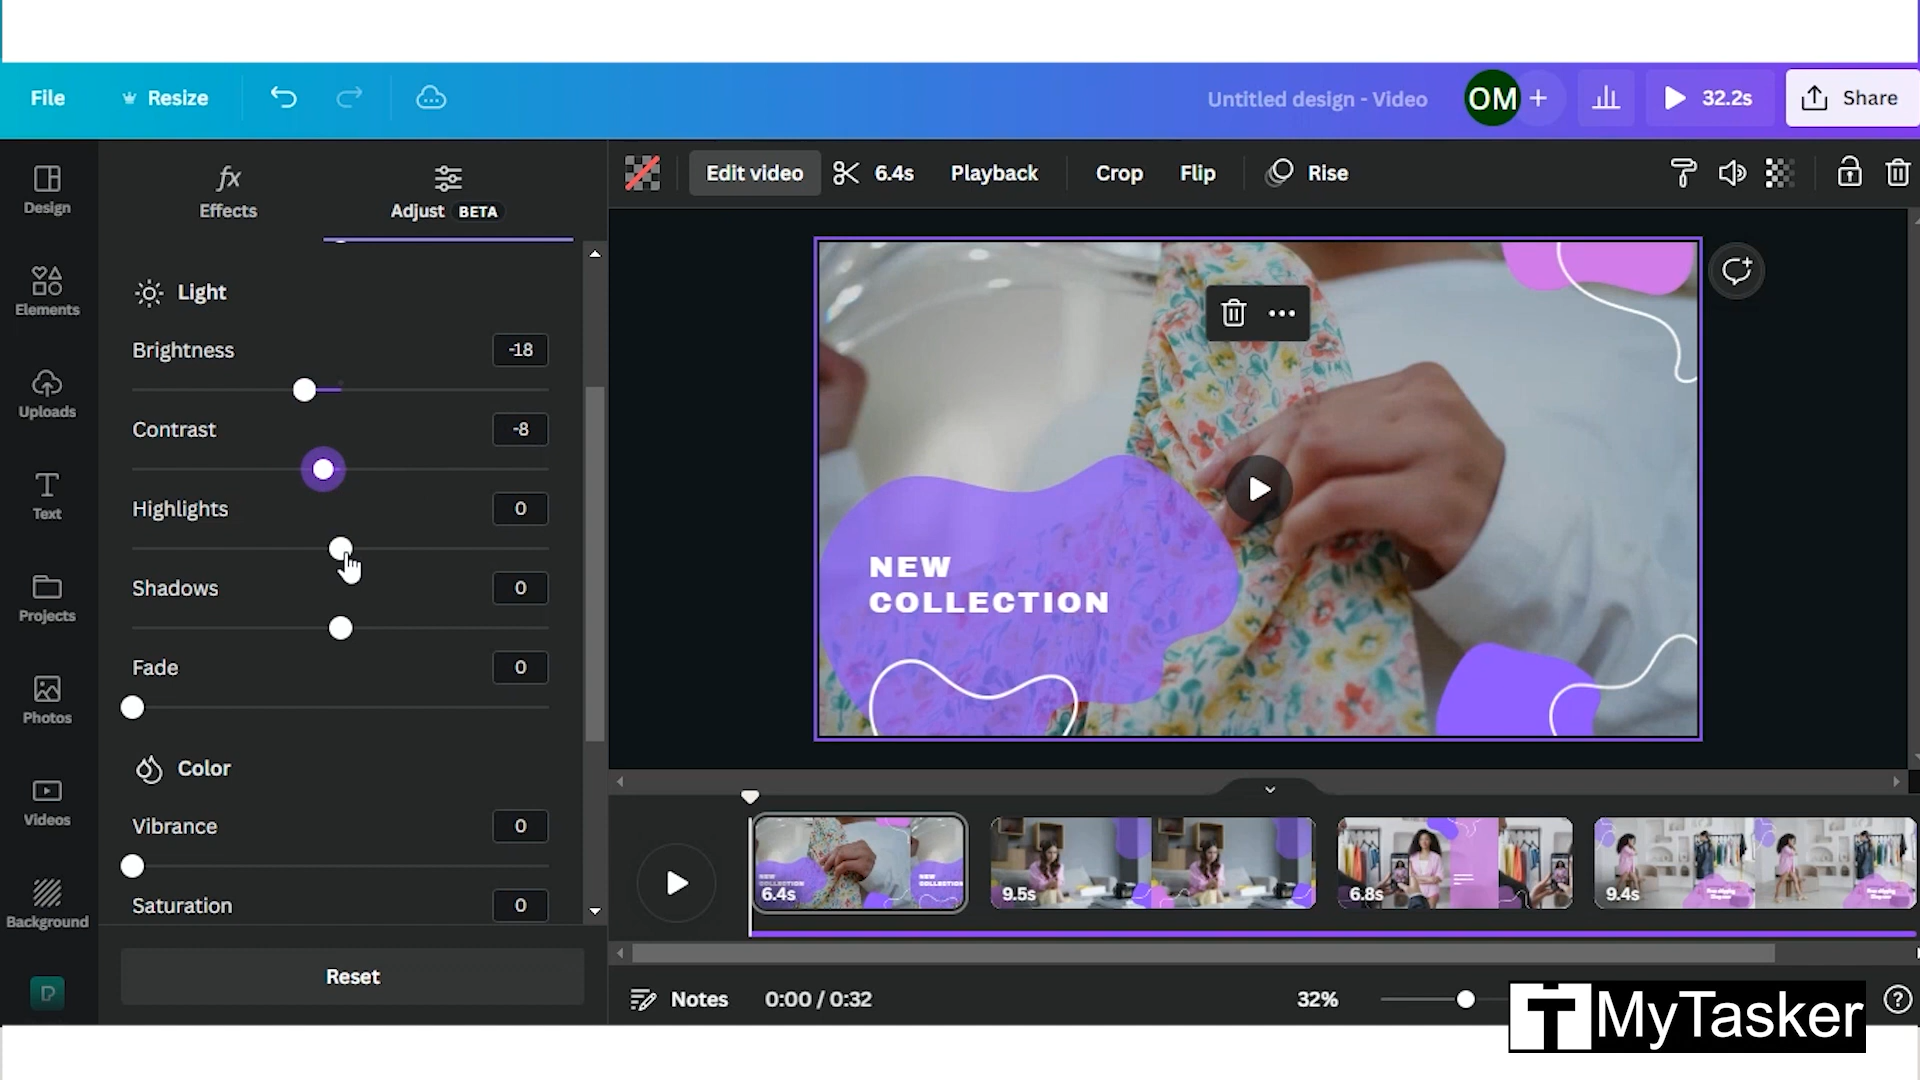 File
Resize
Untitled design - Video
OM
+
32.2s
Share
Design
Elements
Uploads
Text
Projects
Photos
Videos
Background
fx
Effects
Adjust BETA
Light
Brightness -18
Contrast -8
Highlights 0
Shadows 0
Fade 0
Color
Vibrance 0
Saturation 0
Reset
Edit video
6.4s
Playback
Crop
Flip
Rise
NEW
COLLECTION
6.4s
9.5s
6.8s
9.4s
Notes
0:00 / 0:32
32%
?
MyTasker